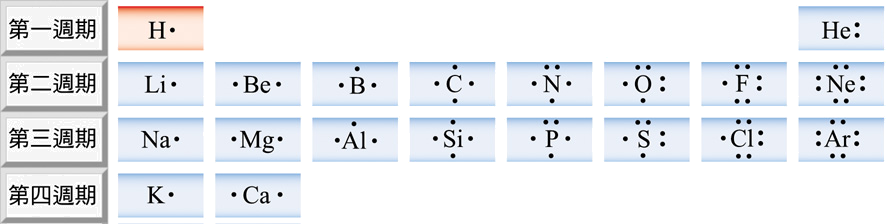 第一週期 H· He:
第二週期 Li· ·Be· ·B· ·C· ·N· ·O: ·F: :Ne:
第三週期 Na· ·Mg· ·Al· ·Si· ·P· ·S: ·Cl: :Ar:
第四週期 K· ·Ca·